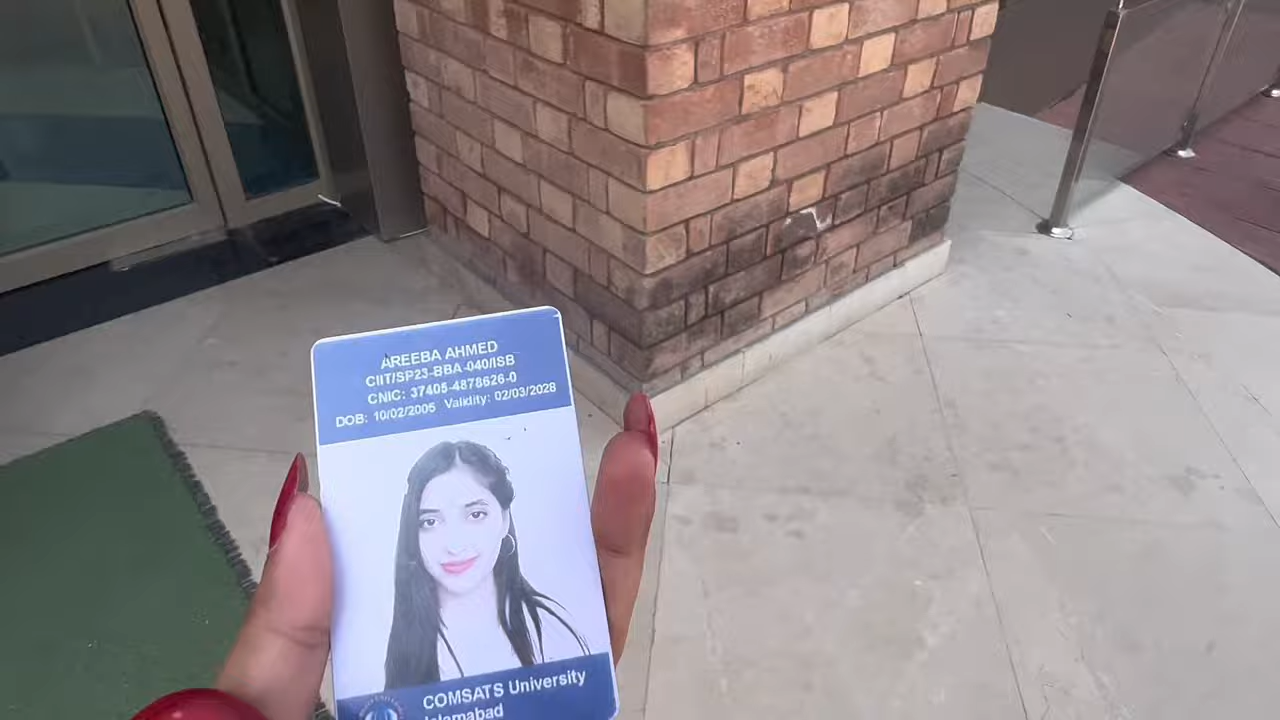 AREEBA AHMED
CIIT/SP23-BBA-040/ISB
CNIC: 37405-4878626-0
DOB: 10/02/2005 Validity: 02/03/2028
COMSATS University
Islamabad